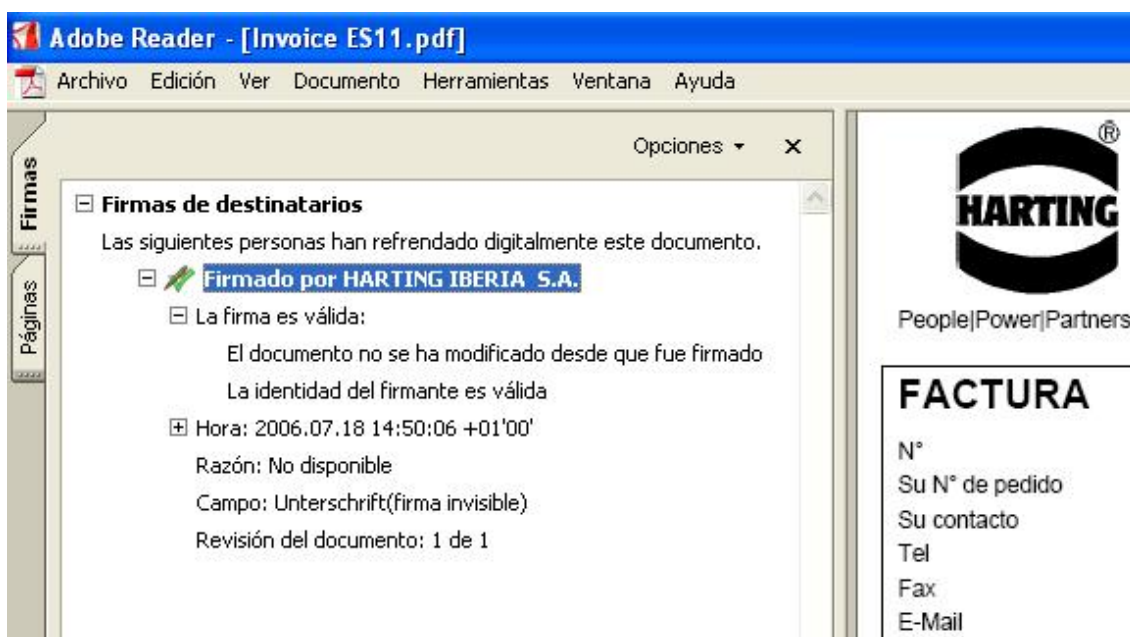 Adobe Reader - [Invoice ES11.pdf]
Archivo Edición Ver Documento Herramientas Ventana Ayuda
Firmas
Páginas
Opciones
Firmas de destinatarios
Las siguientes personas han refrendado digitalmente este documento.
Firmado por HARTING IBERIA S.A.
La firma es válida:
El documento no se ha modificado desde que fue firmado
La identidad del firmante es válida
Hora: 2006.07.18 14:50:06 +01'00'
Razón: No disponible
Campo: Unterschrift(firma invisible)
Revisión del documento: 1 de 1
HARTING
®
People|Power|Partners
FACTURA
N°
Su N° de pedido
Su contacto
Tel
Fax
E-Mail